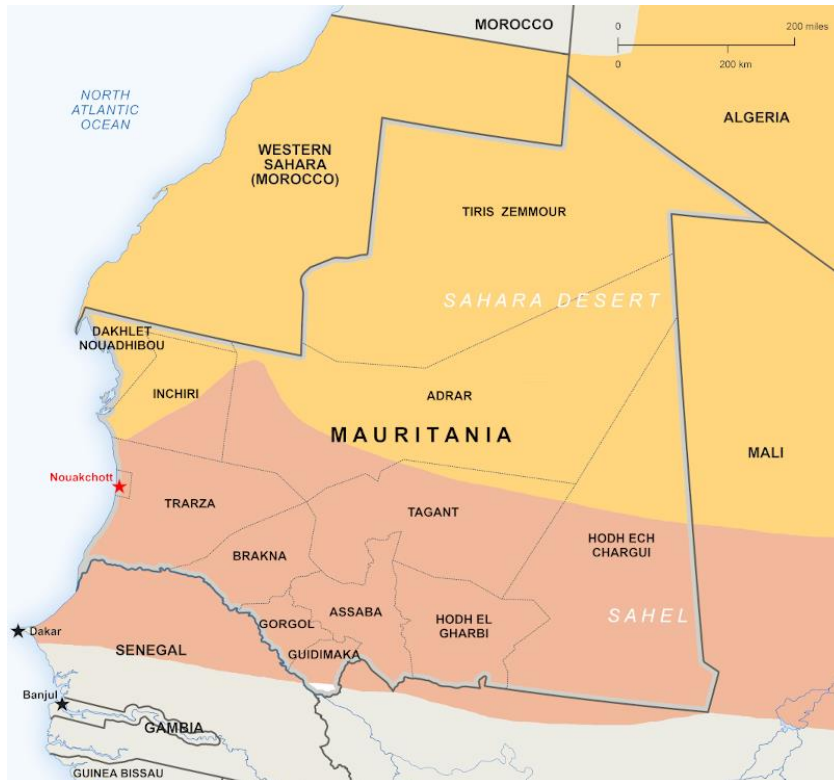 MOROCCO
0
200 miles
0
200 km
NORTH
ATLANTIC
OCEAN
ALGERIA
WESTERN
SAHARA
(MOROCCO)
TIRIS ZEMMOUR
SAHARA DESERT
DAKHLET
NOUADHIBOU
INCHIRI
ADRAR
MAURITANIA
MALI
Nouakchott
TRARZA
TAGANT
HODH ECH
CHARGUI
BRAKNA
ASSABA
HODH EL
GHARBI
GORGOL
SAHEL
Dakar
SENEGAL
GUIDIMAKA
Banjul
GAMBIA
GUINEA BISSAU